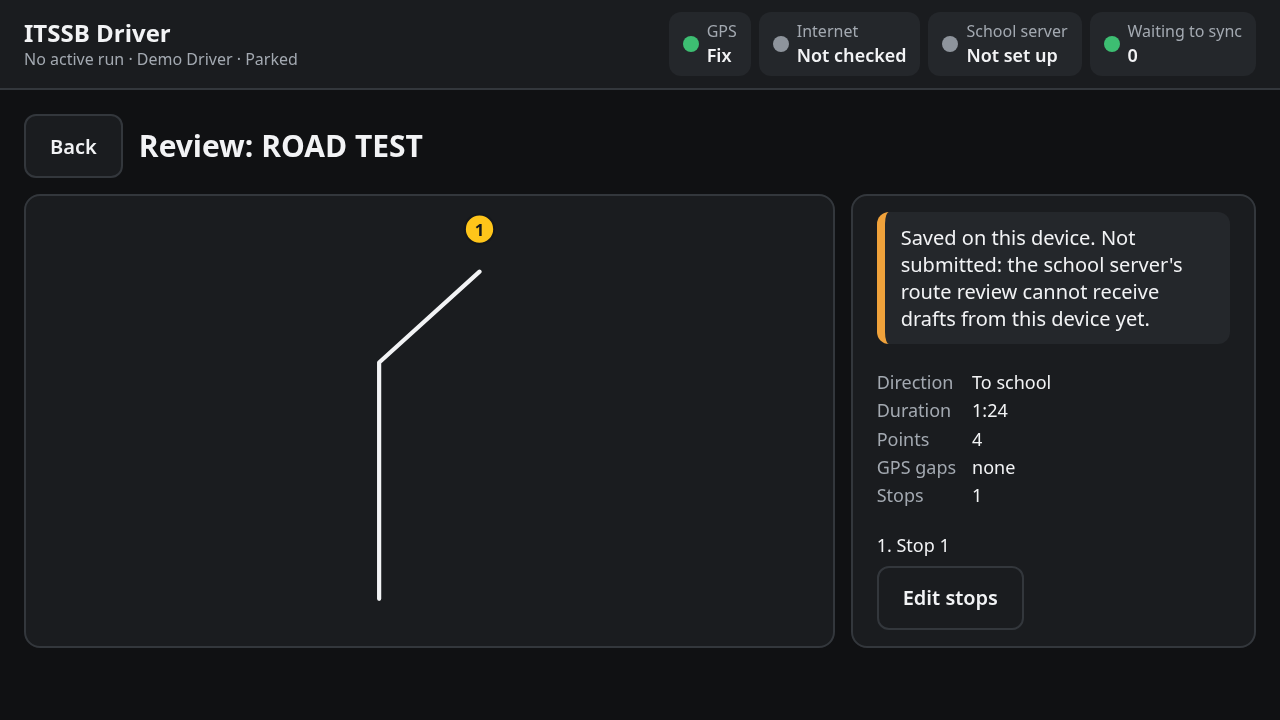 ITSSB Driver
No active run · Demo Driver · Parked
GPS
Fix
Internet
Not checked
School server
Not set up
Waiting to sync
0
Back
Review: ROAD TEST
1
Saved on this device. Not
submitted: the school server's
route review cannot receive
drafts from this device yet.
Direction To school
Duration 1:24
Points 4
GPS gaps none
Stops 1
1. Stop 1
Edit stops